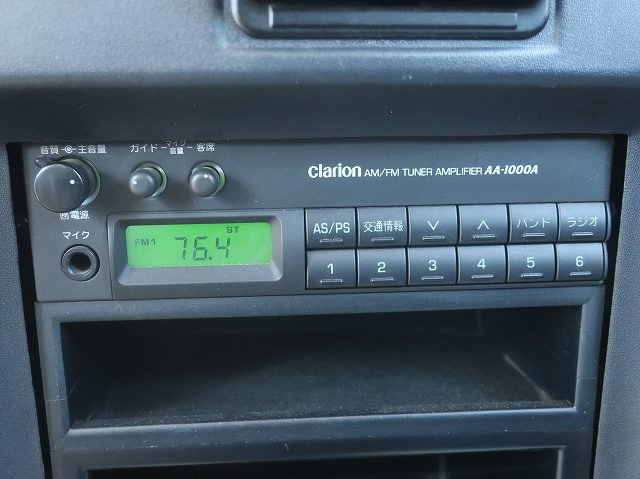 音質 主音量
ガイド マイク音量 客席
clarion AM/FM TUNER AMPLIFIER AA-1000A
電源
マイク
FM1 76.4 ST
AS/PS 交通情報 バンド ラジオ
1 2 3 4 5 6